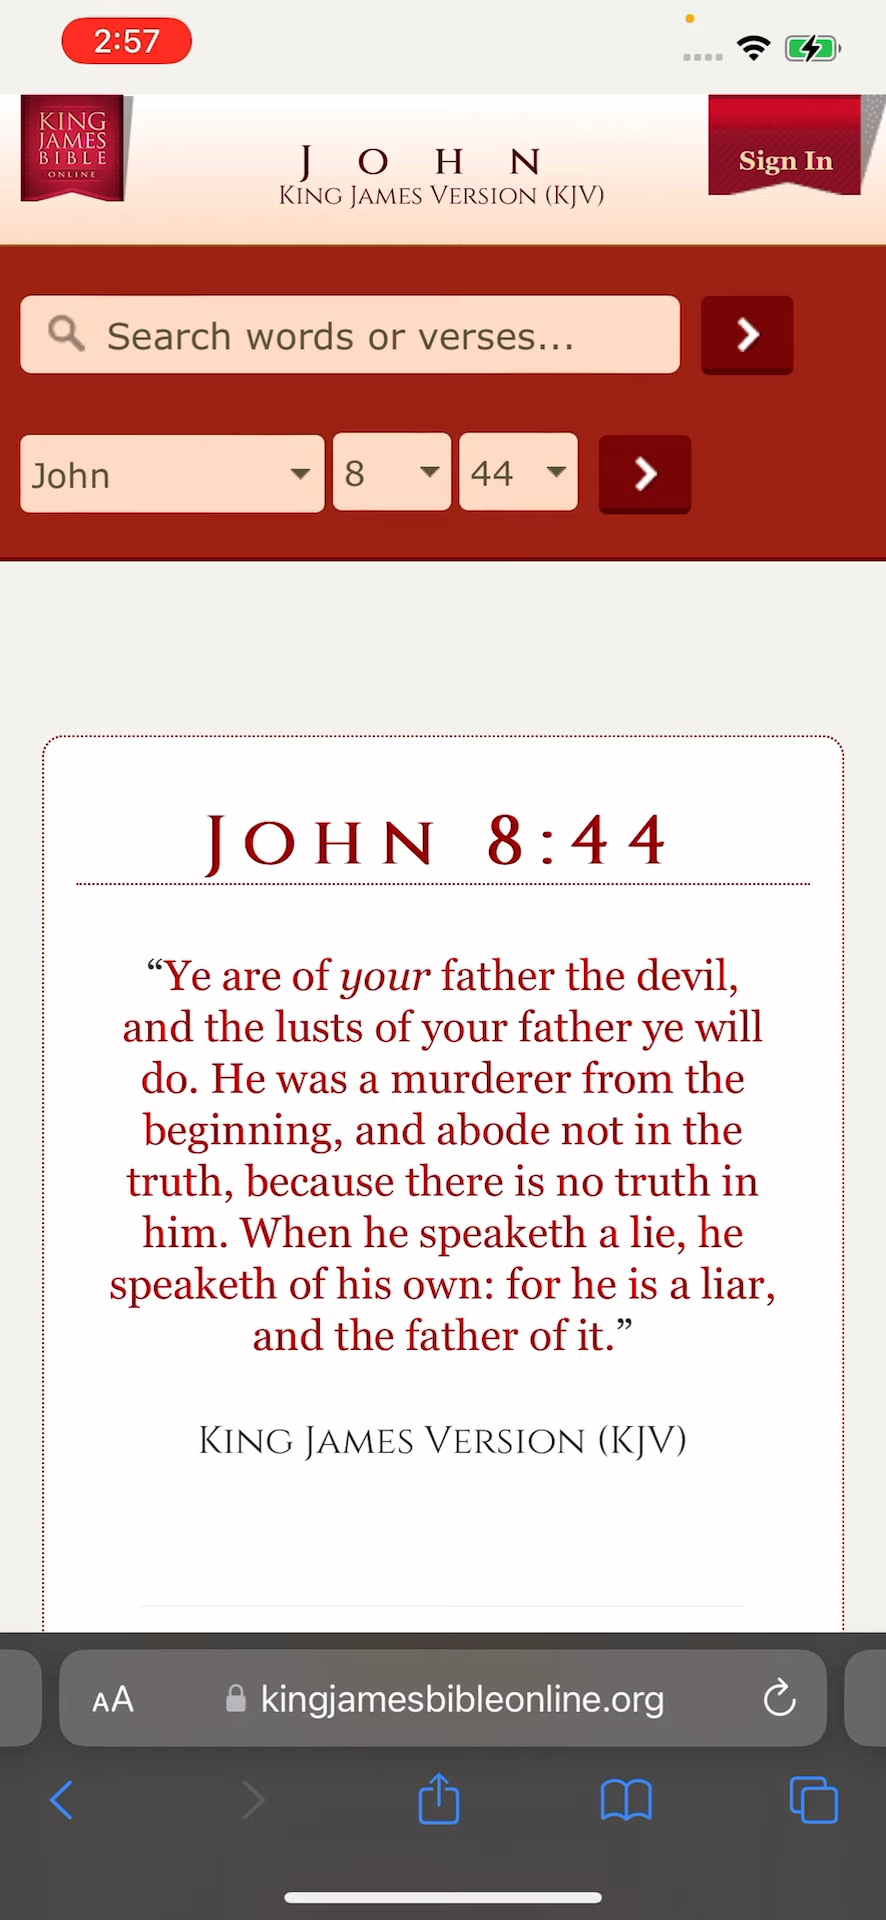 2:57
KING
JAMES
BIBLE
ONLINE
JOHN
KING JAMES VERSION (KJV)
Sign In
Search words or verses...
John
8
44
JOHN 8:44
“Ye are of your father the devil,
and the lusts of your father ye will
do. He was a murderer from the
beginning, and abode not in the
truth, because there is no truth in
him. When he speaketh a lie, he
speaketh of his own: for he is a liar,
and the father of it.”
KING JAMES VERSION (KJV)
AA
kingjamesbibleonline.org